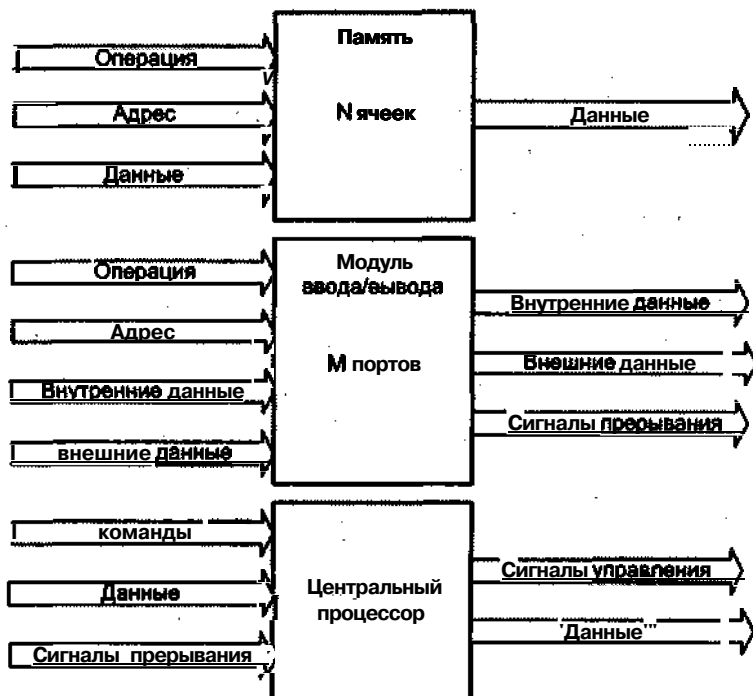 Память
Операция
N ячеек
Адрес
Данные
Данные
Модуль
ввода/вывода
Операция
Внутренние данные
Адрес
М портов
Внешние данные
Внутренние данные
Сигналы прерывания
внешние данные
команды
Сигналы управления
Центральный
процессор
Данные
Данные
Сигналы прерывания